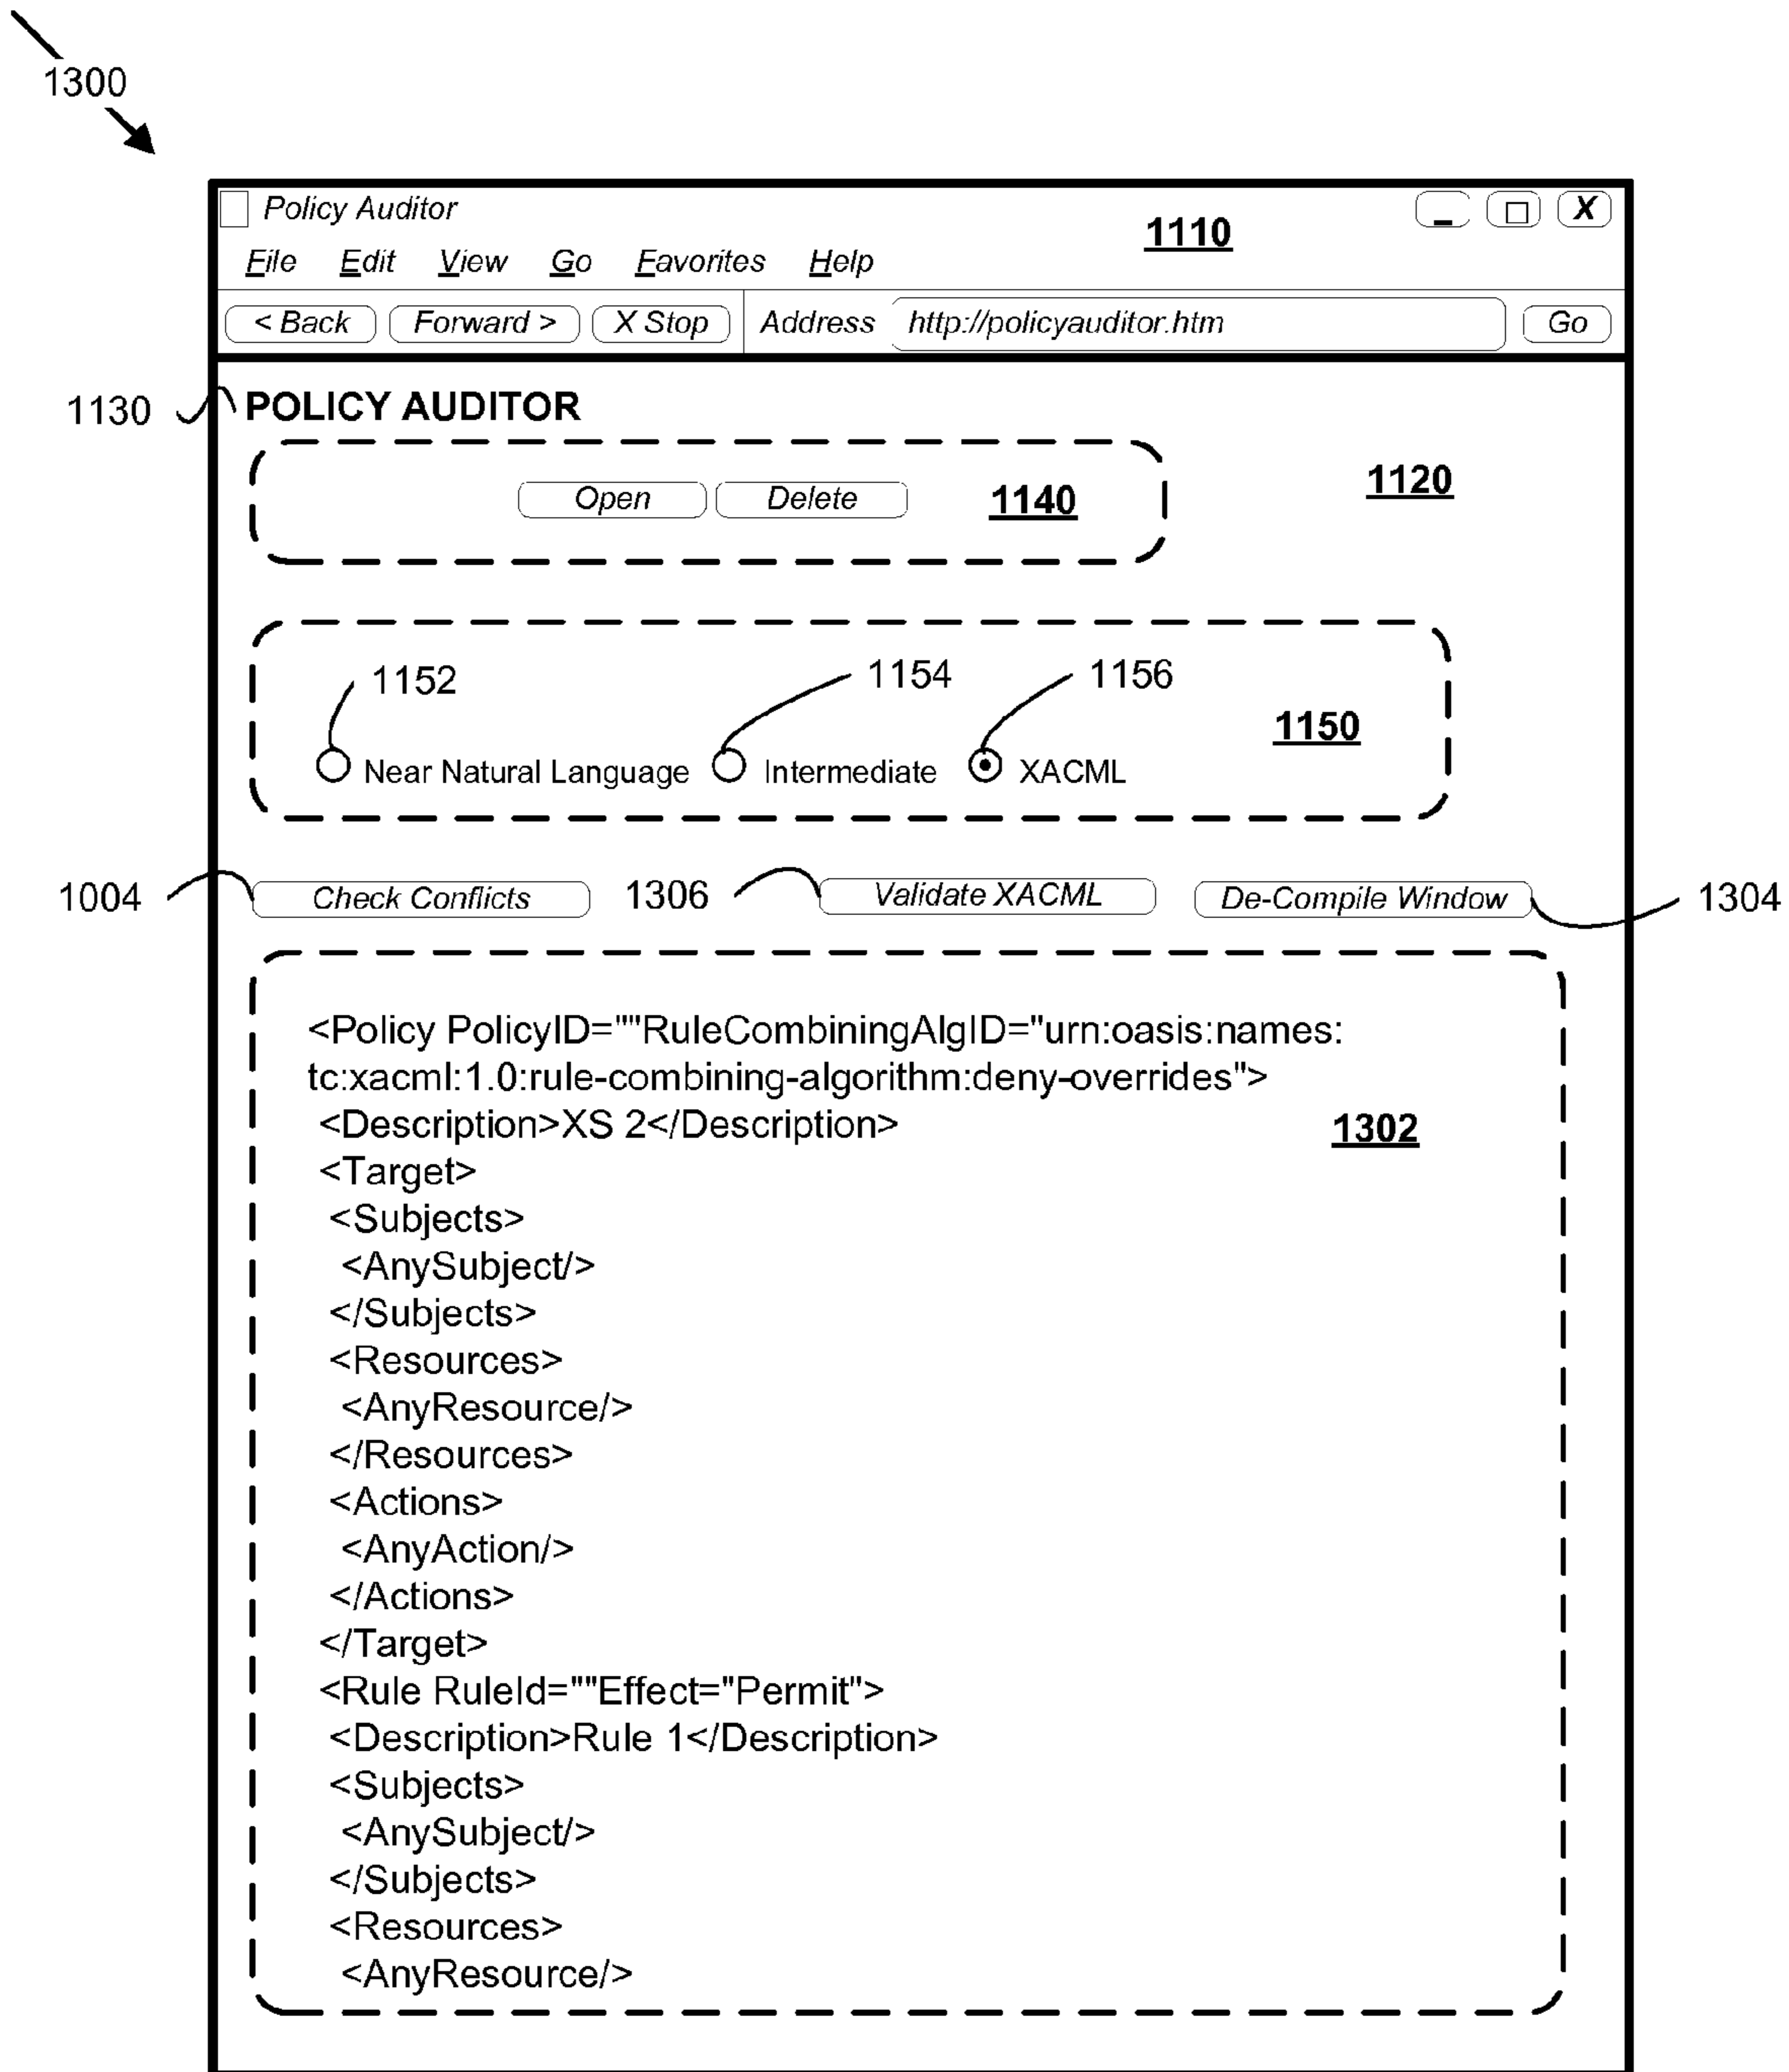 1300
Policy Auditor
1110
_ □ X
File Edit View Go Favorites Help
< Back Forward > X Stop Address http://policyauditor.htm Go
1130 POLICY AUDITOR
Open Delete 1140 1120
1152 1154 1156
1150
Near Natural Language Intermediate XACML
1004 Check Conflicts 1306 Validate XACML De-Compile Window 1304
<Policy PolicyID=""RuleCombiningAlgID="urn:oasis:names:
tc:xacml:1.0:rule-combining-algorithm:deny-overrides">
<Description>XS 2</Description> 1302
<Target>
<Subjects>
<AnySubject/>
</Subjects>
<Resources>
<AnyResource/>
</Resources>
<Actions>
<AnyAction/>
</Actions>
</Target>
<Rule RuleId=""Effect="Permit">
<Description>Rule 1</Description>
<Subjects>
<AnySubject/>
</Subjects>
<Resources>
<AnyResource/>